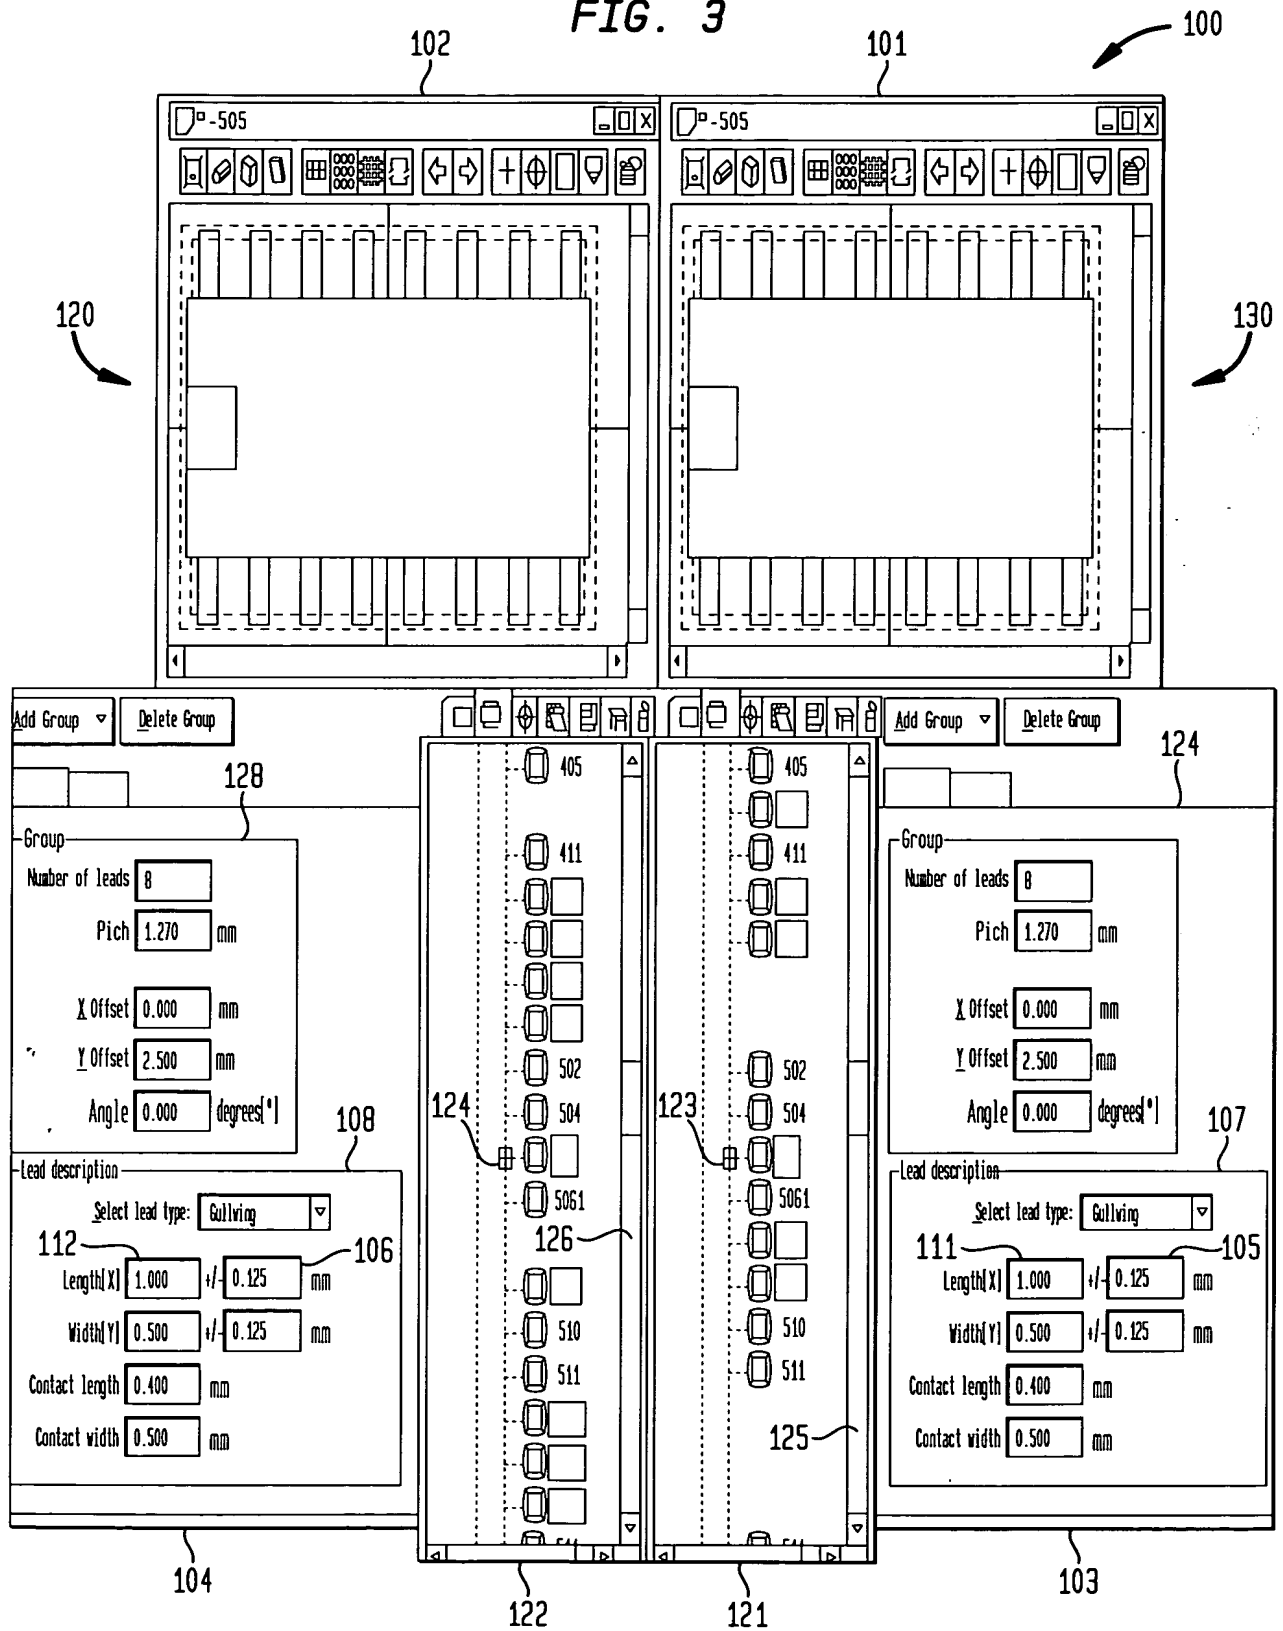 FIG. 3
102
101
100
-505
X
-505
X
120
130
Add Group
Delete Group
Add Group
Delete Group
128
124
Group
Number of leads 8
Pich 1.270 mm
X Offset 0.000 mm
Y Offset 2.500 mm
Angle 0.000 degrees[°]
108
Lead description
Select lead type: Gullwing
112
106
Length[X] 1.000 +/- 0.125 mm
Width[Y] 0.500 +/- 0.125 mm
Contact length 0.400 mm
Contact width 0.500 mm
104
405
411
502
504
124
5061
126
510
511
122
405
411
502
504
123
5061
510
511
125
121
Group
Number of leads 8
Pich 1.270 mm
X Offset 0.000 mm
Y Offset 2.500 mm
Angle 0.000 degrees[°]
107
Lead description
Select lead type: Gullwing
111
105
Length[X] 1.000 +/- 0.125 mm
Width[Y] 0.500 +/- 0.125 mm
Contact length 0.400 mm
Contact width 0.500 mm
103